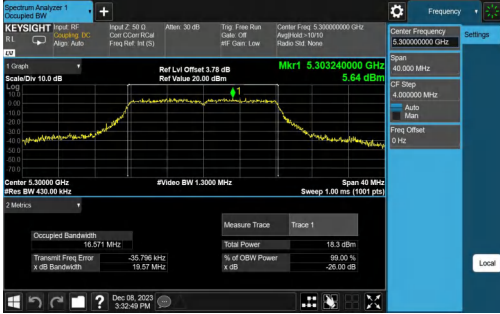 Spectrum Analyzer 1
Occupied BW
+
Frequency
KEYSIGHT
RL
Input: RF
Coupling: DC
Align: Auto
Input Z: 50 Ω
Corr CCorr RCal
Freq Ref: Int (S)
Atten: 30 dB
Trig: Free Run
Gate: Off
#IF Gain: Low
Center Freq: 5.300000000 GHz
Avg|Hold:>10/10
Radio Std: None
LW
Center Frequency
5.300000000 GHz
Settings
Span
40.000 MHz
CF Step
4.000000 MHz
Auto
Man
Freq Offset
0 Hz
Local
1 Graph
Scale/Div 10.0 dB
Ref Lvl Offset 3.78 dB
Ref Value 20.00 dBm
Mkr1 5.303240000 GHz
5.64 dBm
Log
10.0
0.00
-10.0
-20.0
-30.0
-40.0
-50.0
-60.0
-70.0
1
Center 5.30000 GHz
#Res BW 430.00 kHz
#Video BW 1.3000 MHz
Span 40 MHz
Sweep 1.00 ms (1001 pts)
2 Metrics
Measure Trace
Trace 1
Occupied Bandwidth
16.571 MHz
Total Power
18.3 dBm
Transmit Freq Error
-35.796 kHz
% of OBW Power
99.00 %
x dB Bandwidth
19.57 MHz
x dB
-26.00 dB
?
Dec 08, 2023
3:32:49 PM